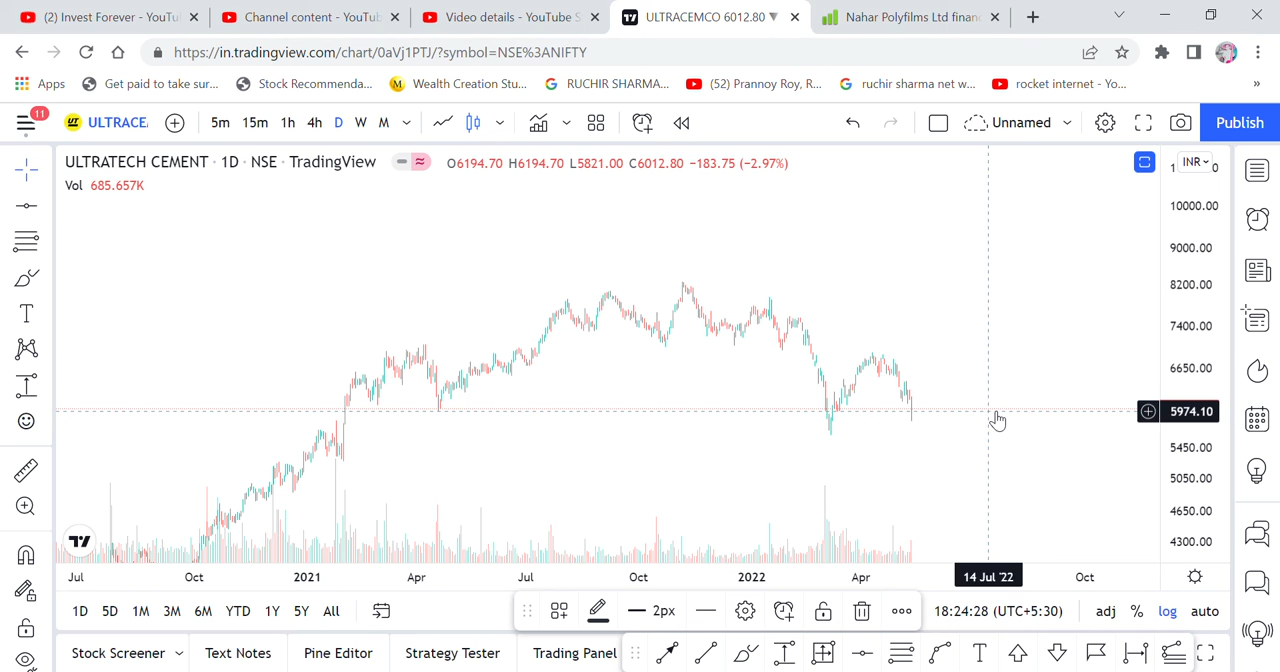 (2) Invest Forever - YouTu
Channel content - YouTub
Video details - YouTube S
ULTRACEMCO 6012.80 ▼
Nahar Polyfilms Ltd finan
https://in.tradingview.com/chart/0aVj1PTJ/?symbol=NSE%3ANIFTY
Apps
Get paid to take sur...
Stock Recommenda...
M Wealth Creation Stu...
RUCHIR SHARMA...
(52) Prannoy Roy, R...
ruchir sharma net w...
rocket internet - Yo...
»
11
UT ULTRACE
5m 15m 1h 4h D W M
Unnamed
Publish
ULTRATECH CEMENT · 1D · NSE · TradingView
O6194.70 H6194.70 L5821.00 C6012.80 −183.75 (−2.97%)
INR
Vol 685.657K
10000.00
9000.00
8200.00
7400.00
6650.00
5974.10
5450.00
5050.00
4650.00
4300.00
Jul Oct 2021 Apr Jul Oct 2022 Apr 14 Jul '22 Oct
1D 5D 1M 3M 6M YTD 1Y 5Y All
2px
18:24:28 (UTC+5:30)
adj % log auto
Stock Screener
Text Notes
Pine Editor
Strategy Tester
Trading Panel